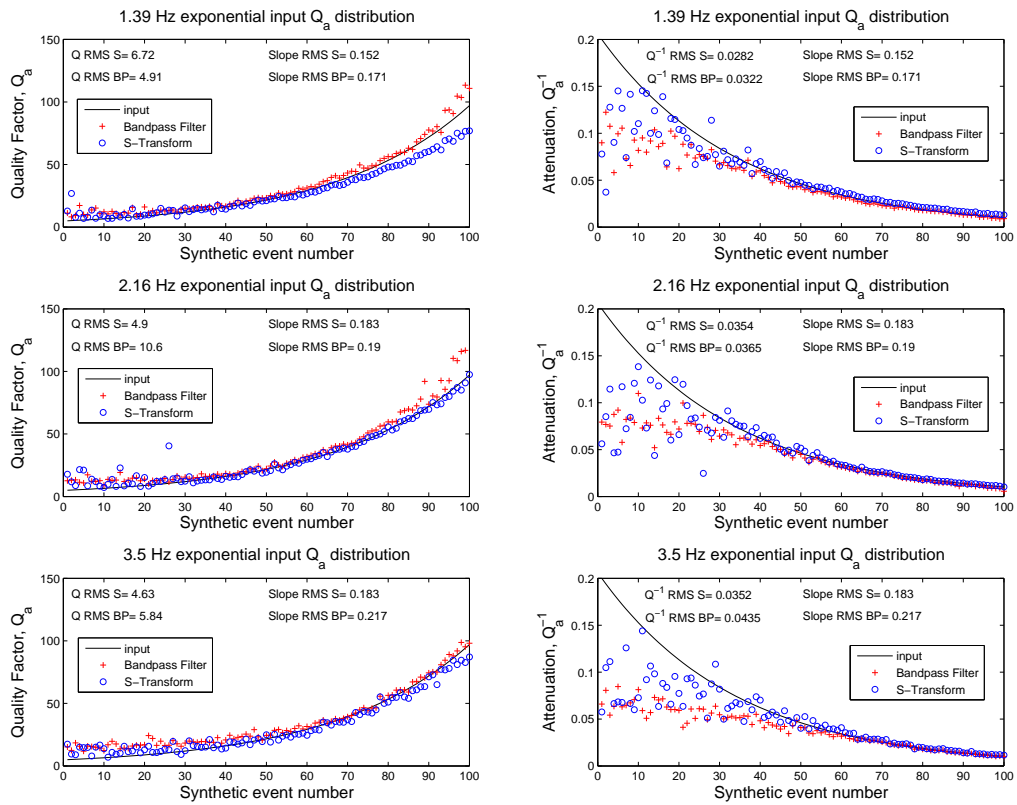 1.39 Hz exponential input Qa distribution
Q RMS S= 6.72
Slope RMS S= 0.152
Q RMS BP= 4.91
Slope RMS BP= 0.171
input
Bandpass Filter
S−Transform
Quality Factor, Qa
0
50
100
150
0 10 20 30 40 50 60 70 80 90 100
Synthetic event number
1.39 Hz exponential input Qa distribution
Q−1 RMS S= 0.0282
Slope RMS S= 0.152
Q−1 RMS BP= 0.0322
Slope RMS BP= 0.171
input
Bandpass Filter
S−Transform
Attenuation, Qa−1
0
0.05
0.1
0.15
0.2
0 10 20 30 40 50 60 70 80 90 100
Synthetic event number
2.16 Hz exponential input Qa distribution
Q RMS S= 4.9
Slope RMS S= 0.183
Q RMS BP= 10.6
Slope RMS BP= 0.19
input
Bandpass Filter
S−Transform
Quality Factor, Qa
0
50
100
150
0 10 20 30 40 50 60 70 80 90 100
Synthetic event number
2.16 Hz exponential input Qa distribution
Q−1 RMS S= 0.0354
Slope RMS S= 0.183
Q−1 RMS BP= 0.0365
Slope RMS BP= 0.19
input
Bandpass Filter
S−Transform
Attenuation, Qa−1
0
0.05
0.1
0.15
0.2
0 10 20 30 40 50 60 70 80 90 100
Synthetic event number
3.5 Hz exponential input Qa distribution
Q RMS S= 4.63
Slope RMS S= 0.183
Q RMS BP= 5.84
Slope RMS BP= 0.217
input
Bandpass Filter
S−Transform
Quality Factor, Qa
0
50
100
150
0 10 20 30 40 50 60 70 80 90 100
Synthetic event number
3.5 Hz exponential input Qa distribution
Q−1 RMS S= 0.0352
Slope RMS S= 0.183
Q−1 RMS BP= 0.0435
Slope RMS BP= 0.217
input
Bandpass Filter
S−Transform
Attenuation, Qa−1
0
0.05
0.1
0.15
0.2
0 10 20 30 40 50 60 70 80 90 100
Synthetic event number